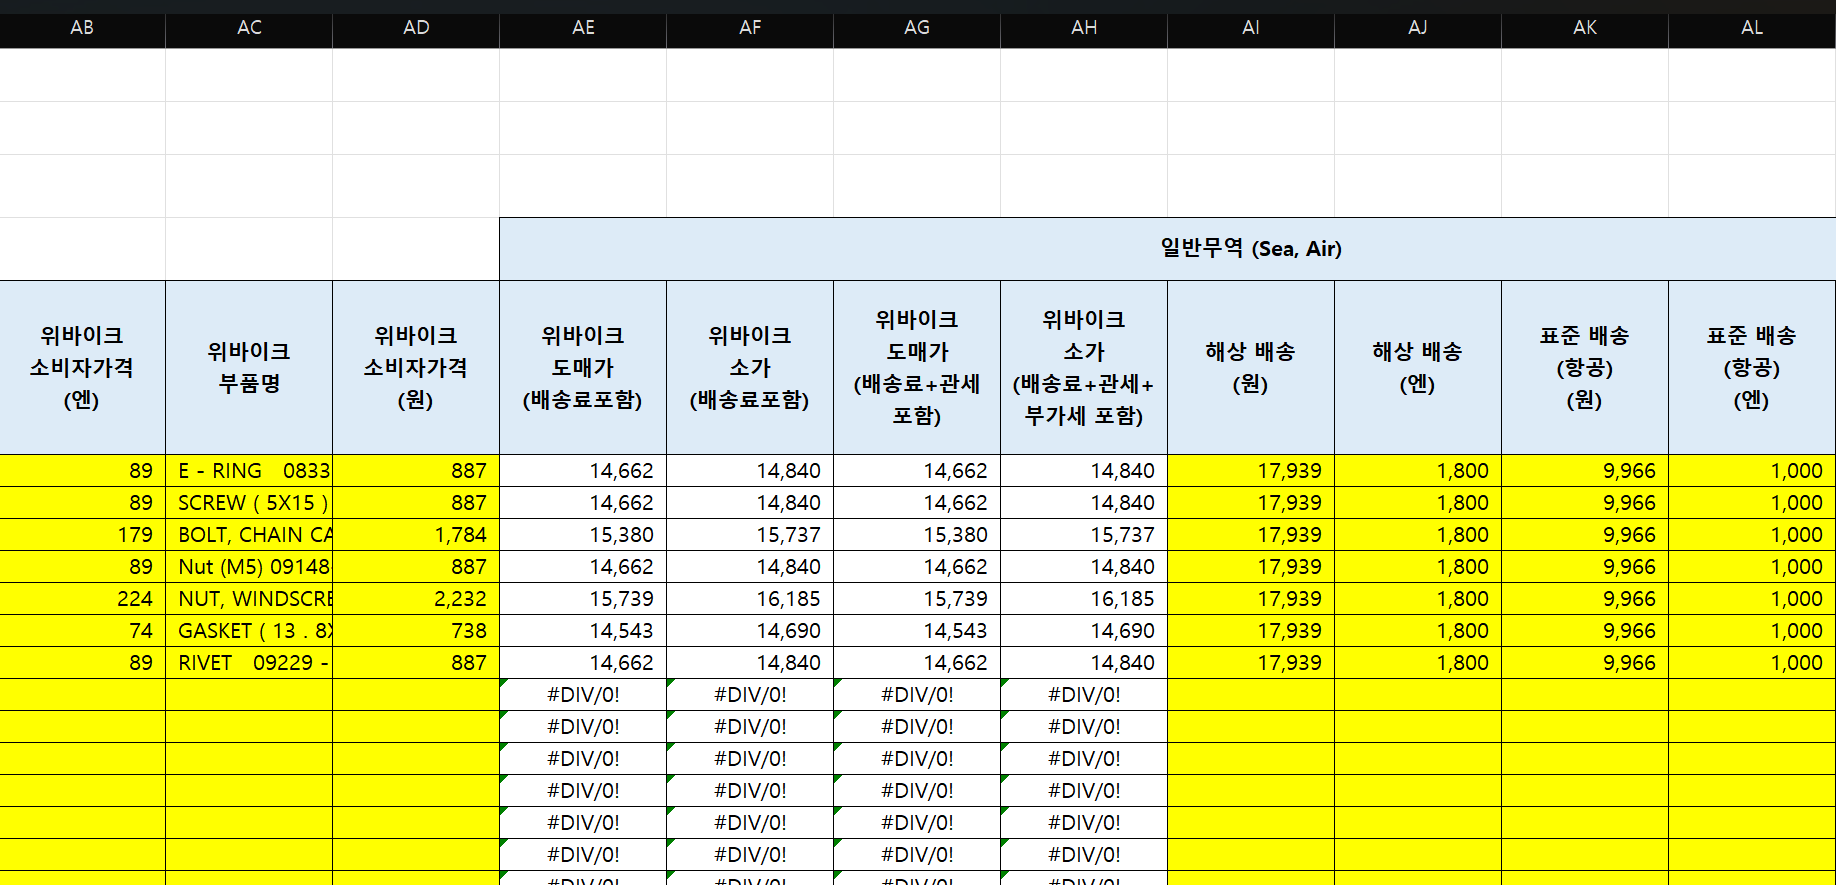 AB AC AD AE AF AG AH AI AJ AK AL
일반무역 (Sea, Air)
위바이크
소비자가격
(엔)
위바이크
부품명
위바이크
소비자가격
(원)
위바이크
도매가
(배송료포함)
위바이크
소가
(배송료포함)
위바이크
도매가
(배송료+관세
포함)
위바이크
소가
(배송료+관세+
부가세 포함)
해상 배송
(원)
해상 배송
(엔)
표준 배송
(항공)
(원)
표준 배송
(항공)
(엔)
89 E - RING 0833 887 14,662 14,840 14,662 14,840 17,939 1,800 9,966 1,000
89 SCREW ( 5X15 ) 887 14,662 14,840 14,662 14,840 17,939 1,800 9,966 1,000
179 BOLT, CHAIN CA 1,784 15,380 15,737 15,380 15,737 17,939 1,800 9,966 1,000
89 Nut (M5) 09148 887 14,662 14,840 14,662 14,840 17,939 1,800 9,966 1,000
224 NUT, WINDSCRE 2,232 15,739 16,185 15,739 16,185 17,939 1,800 9,966 1,000
74 GASKET ( 13 . 8X 738 14,543 14,690 14,543 14,690 17,939 1,800 9,966 1,000
89 RIVET 09229 - 887 14,662 14,840 14,662 14,840 17,939 1,800 9,966 1,000
#DIV/0! #DIV/0! #DIV/0! #DIV/0!
#DIV/0! #DIV/0! #DIV/0! #DIV/0!
#DIV/0! #DIV/0! #DIV/0! #DIV/0!
#DIV/0! #DIV/0! #DIV/0! #DIV/0!
#DIV/0! #DIV/0! #DIV/0! #DIV/0!
#DIV/0! #DIV/0! #DIV/0! #DIV/0!
#DIV/0! #DIV/0! #DIV/0! #DIV/0!